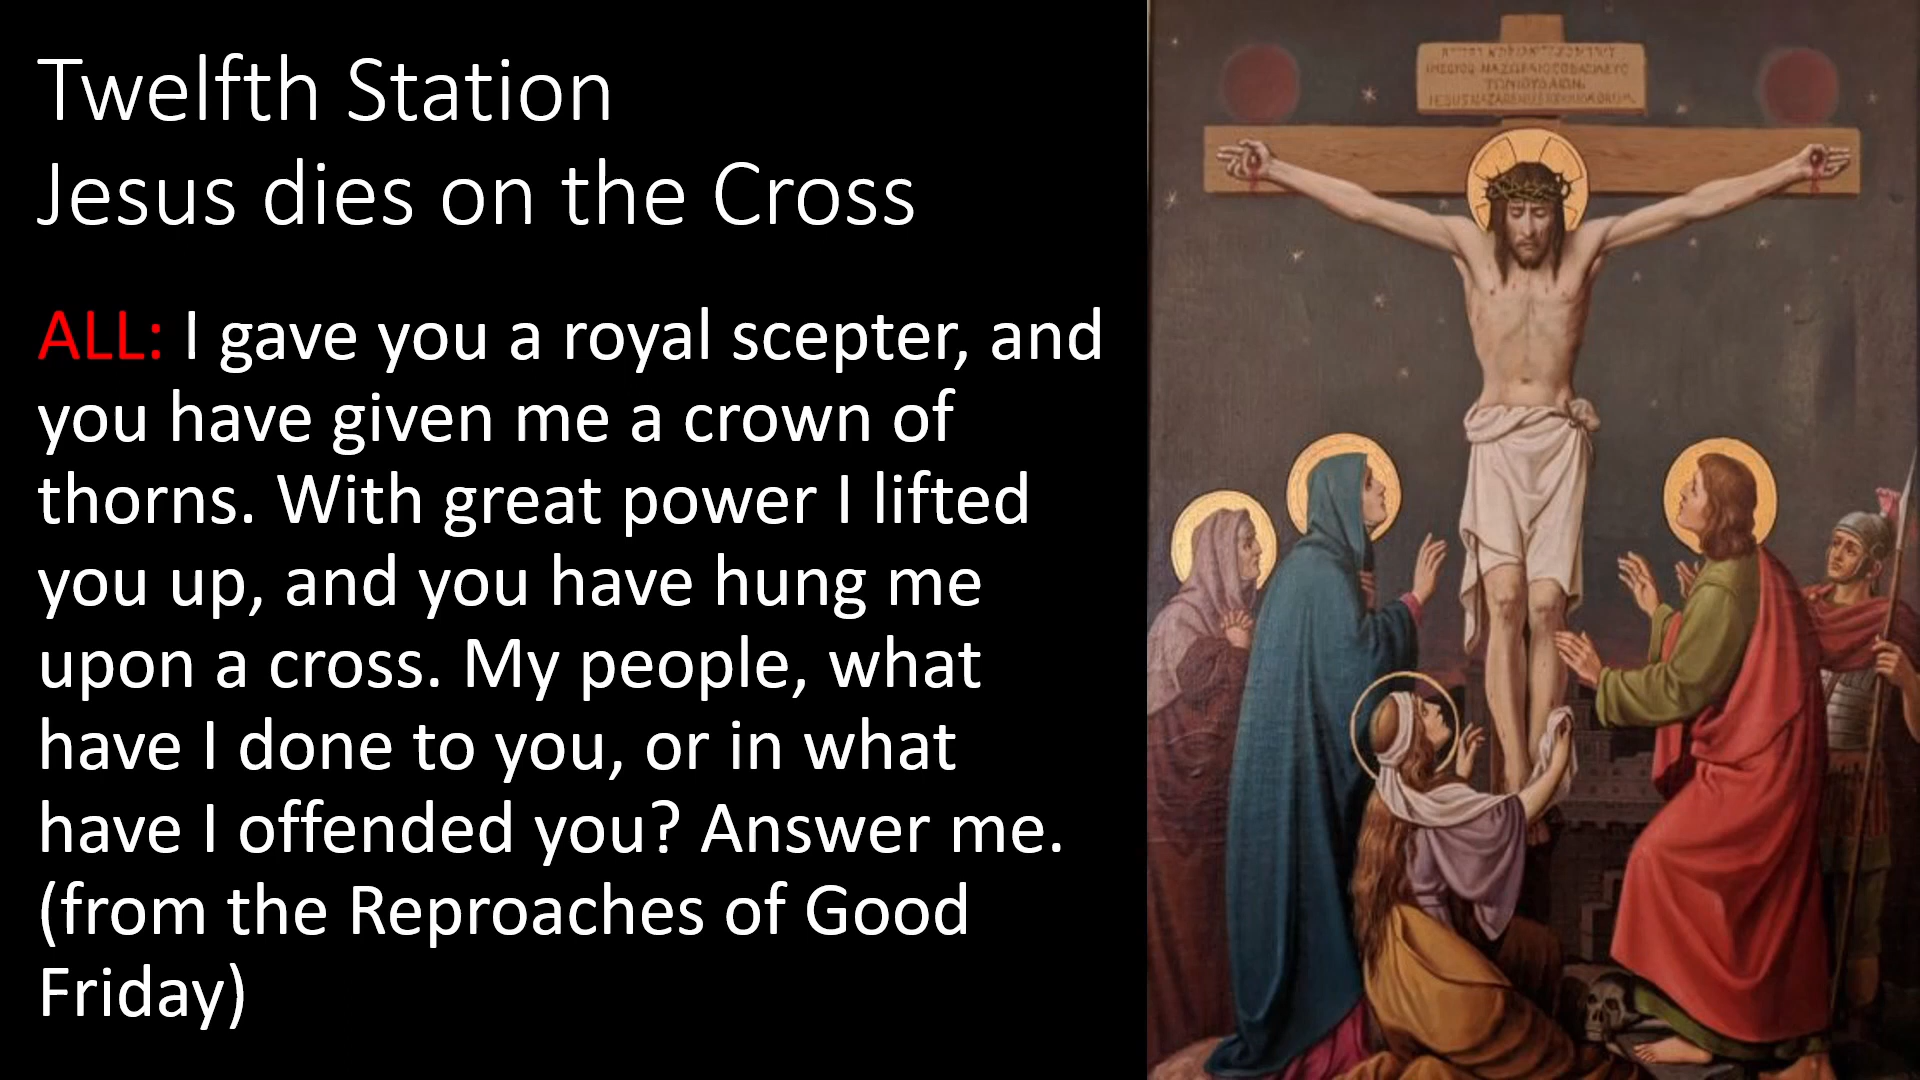 Twelfth Station
Jesus dies on the Cross
ALL: I gave you a royal scepter, and
you have given me a crown of
thorns. With great power I lifted
you up, and you have hung me
upon a cross. My people, what
have I done to you, or in what
have I offended you? Answer me.
(from the Reproaches of Good
Friday)